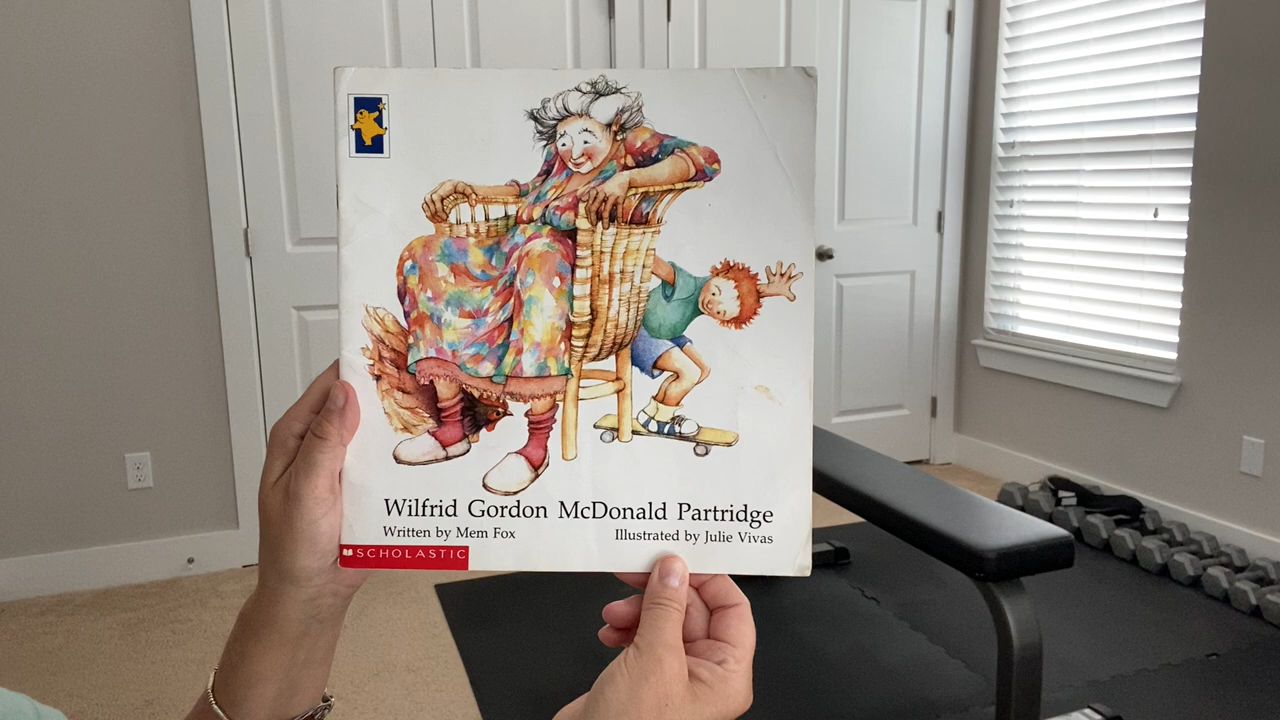 Wilfrid Gordon McDonald Partridge
Written by Mem Fox
Illustrated by Julie Vivas
SCHOLASTIC